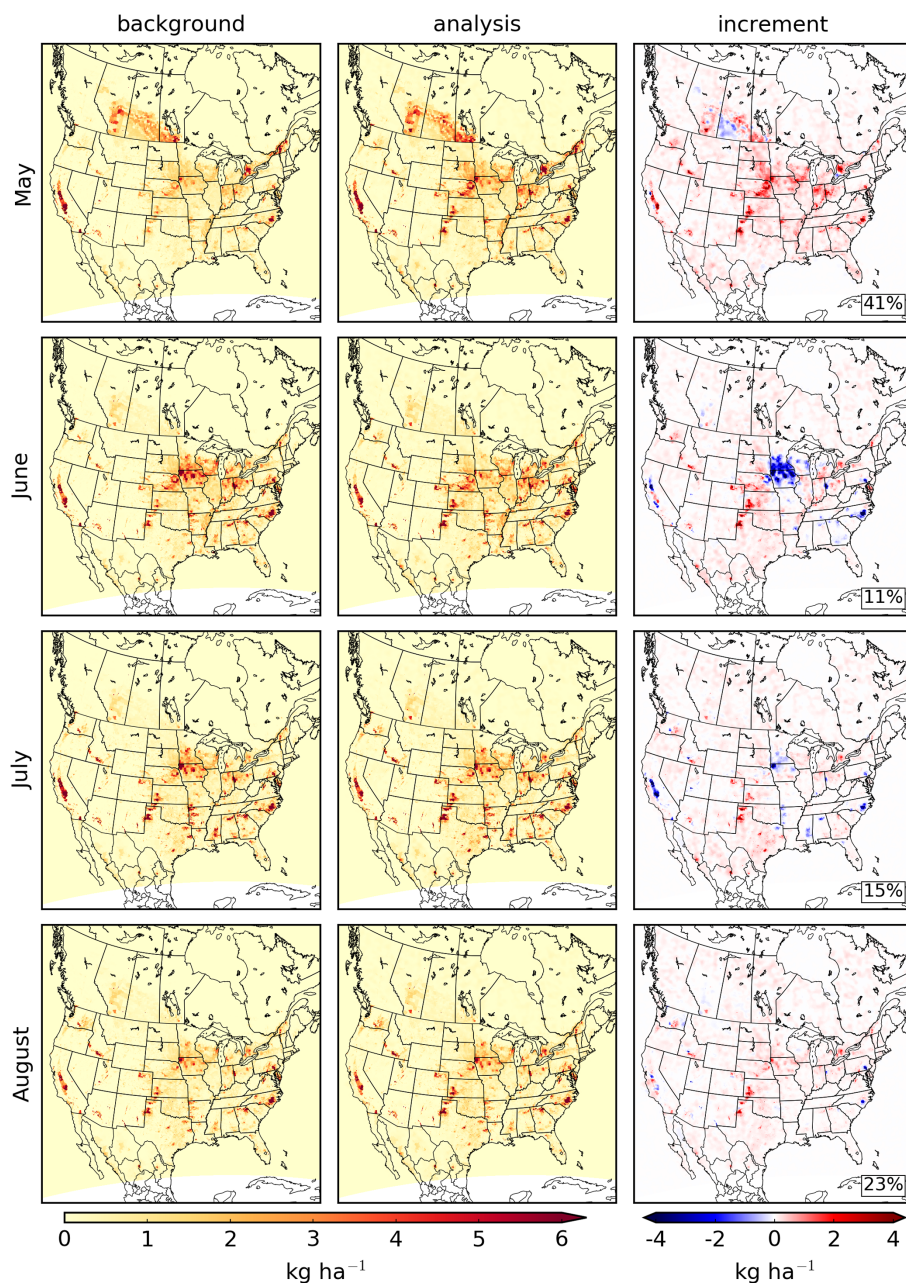 background analysis increment
May
41%
June
11%
July
15%
August
23%
0 1 2 3 4 5 6
-4 -2 0 2 4
kg ha⁻¹
kg ha⁻¹